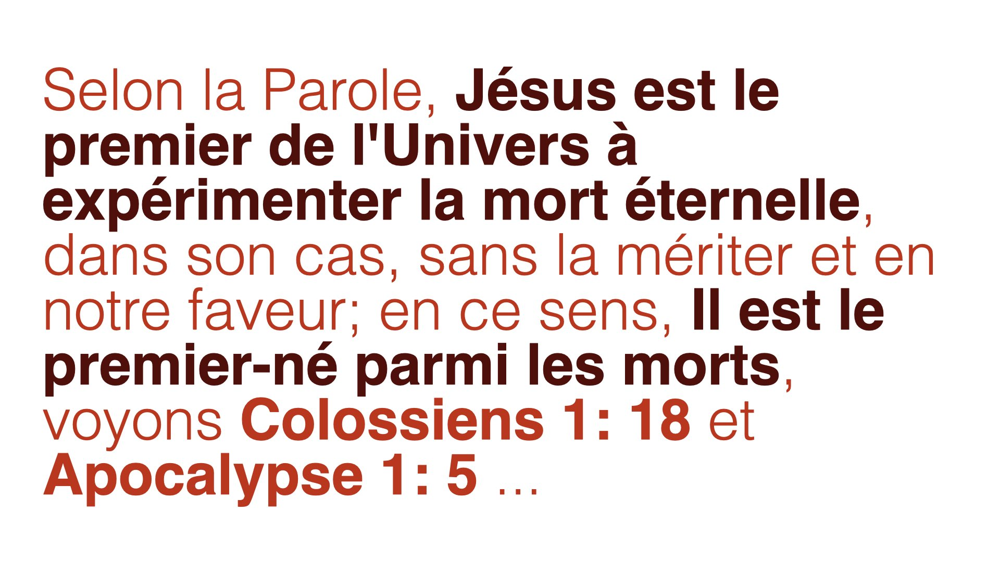 Selon la Parole, Jésus est le
premier de l'Univers à
expérimenter la mort éternelle,
dans son cas, sans la mériter et en
notre faveur; en ce sens, Il est le
premier-né parmi les morts,
voyons Colossiens 1: 18 et
Apocalypse 1: 5 ...